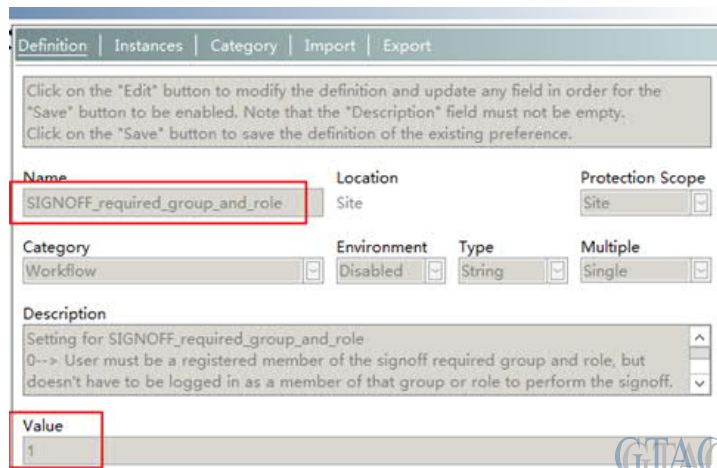 Definition | Instances | Category | Import | Export
Click on the "Edit" button to modify the definition and update any field in order for the
"Save" button to be enabled. Note that the "Description" field must not be empty.
Click on the "Save" button to save the definition of the existing preference.
Name Location Protection Scope
SIGNOFF_required_group_and_role Site Site
Category Environment Type Multiple
Workflow Disabled String Single
Description
Setting for SIGNOFF_required_group_and_role
0--> User must be a registered member of the signoff required group and role, but
doesn't have to be logged in as a member of that group or role to perform the signoff.
Value
1
GTAC